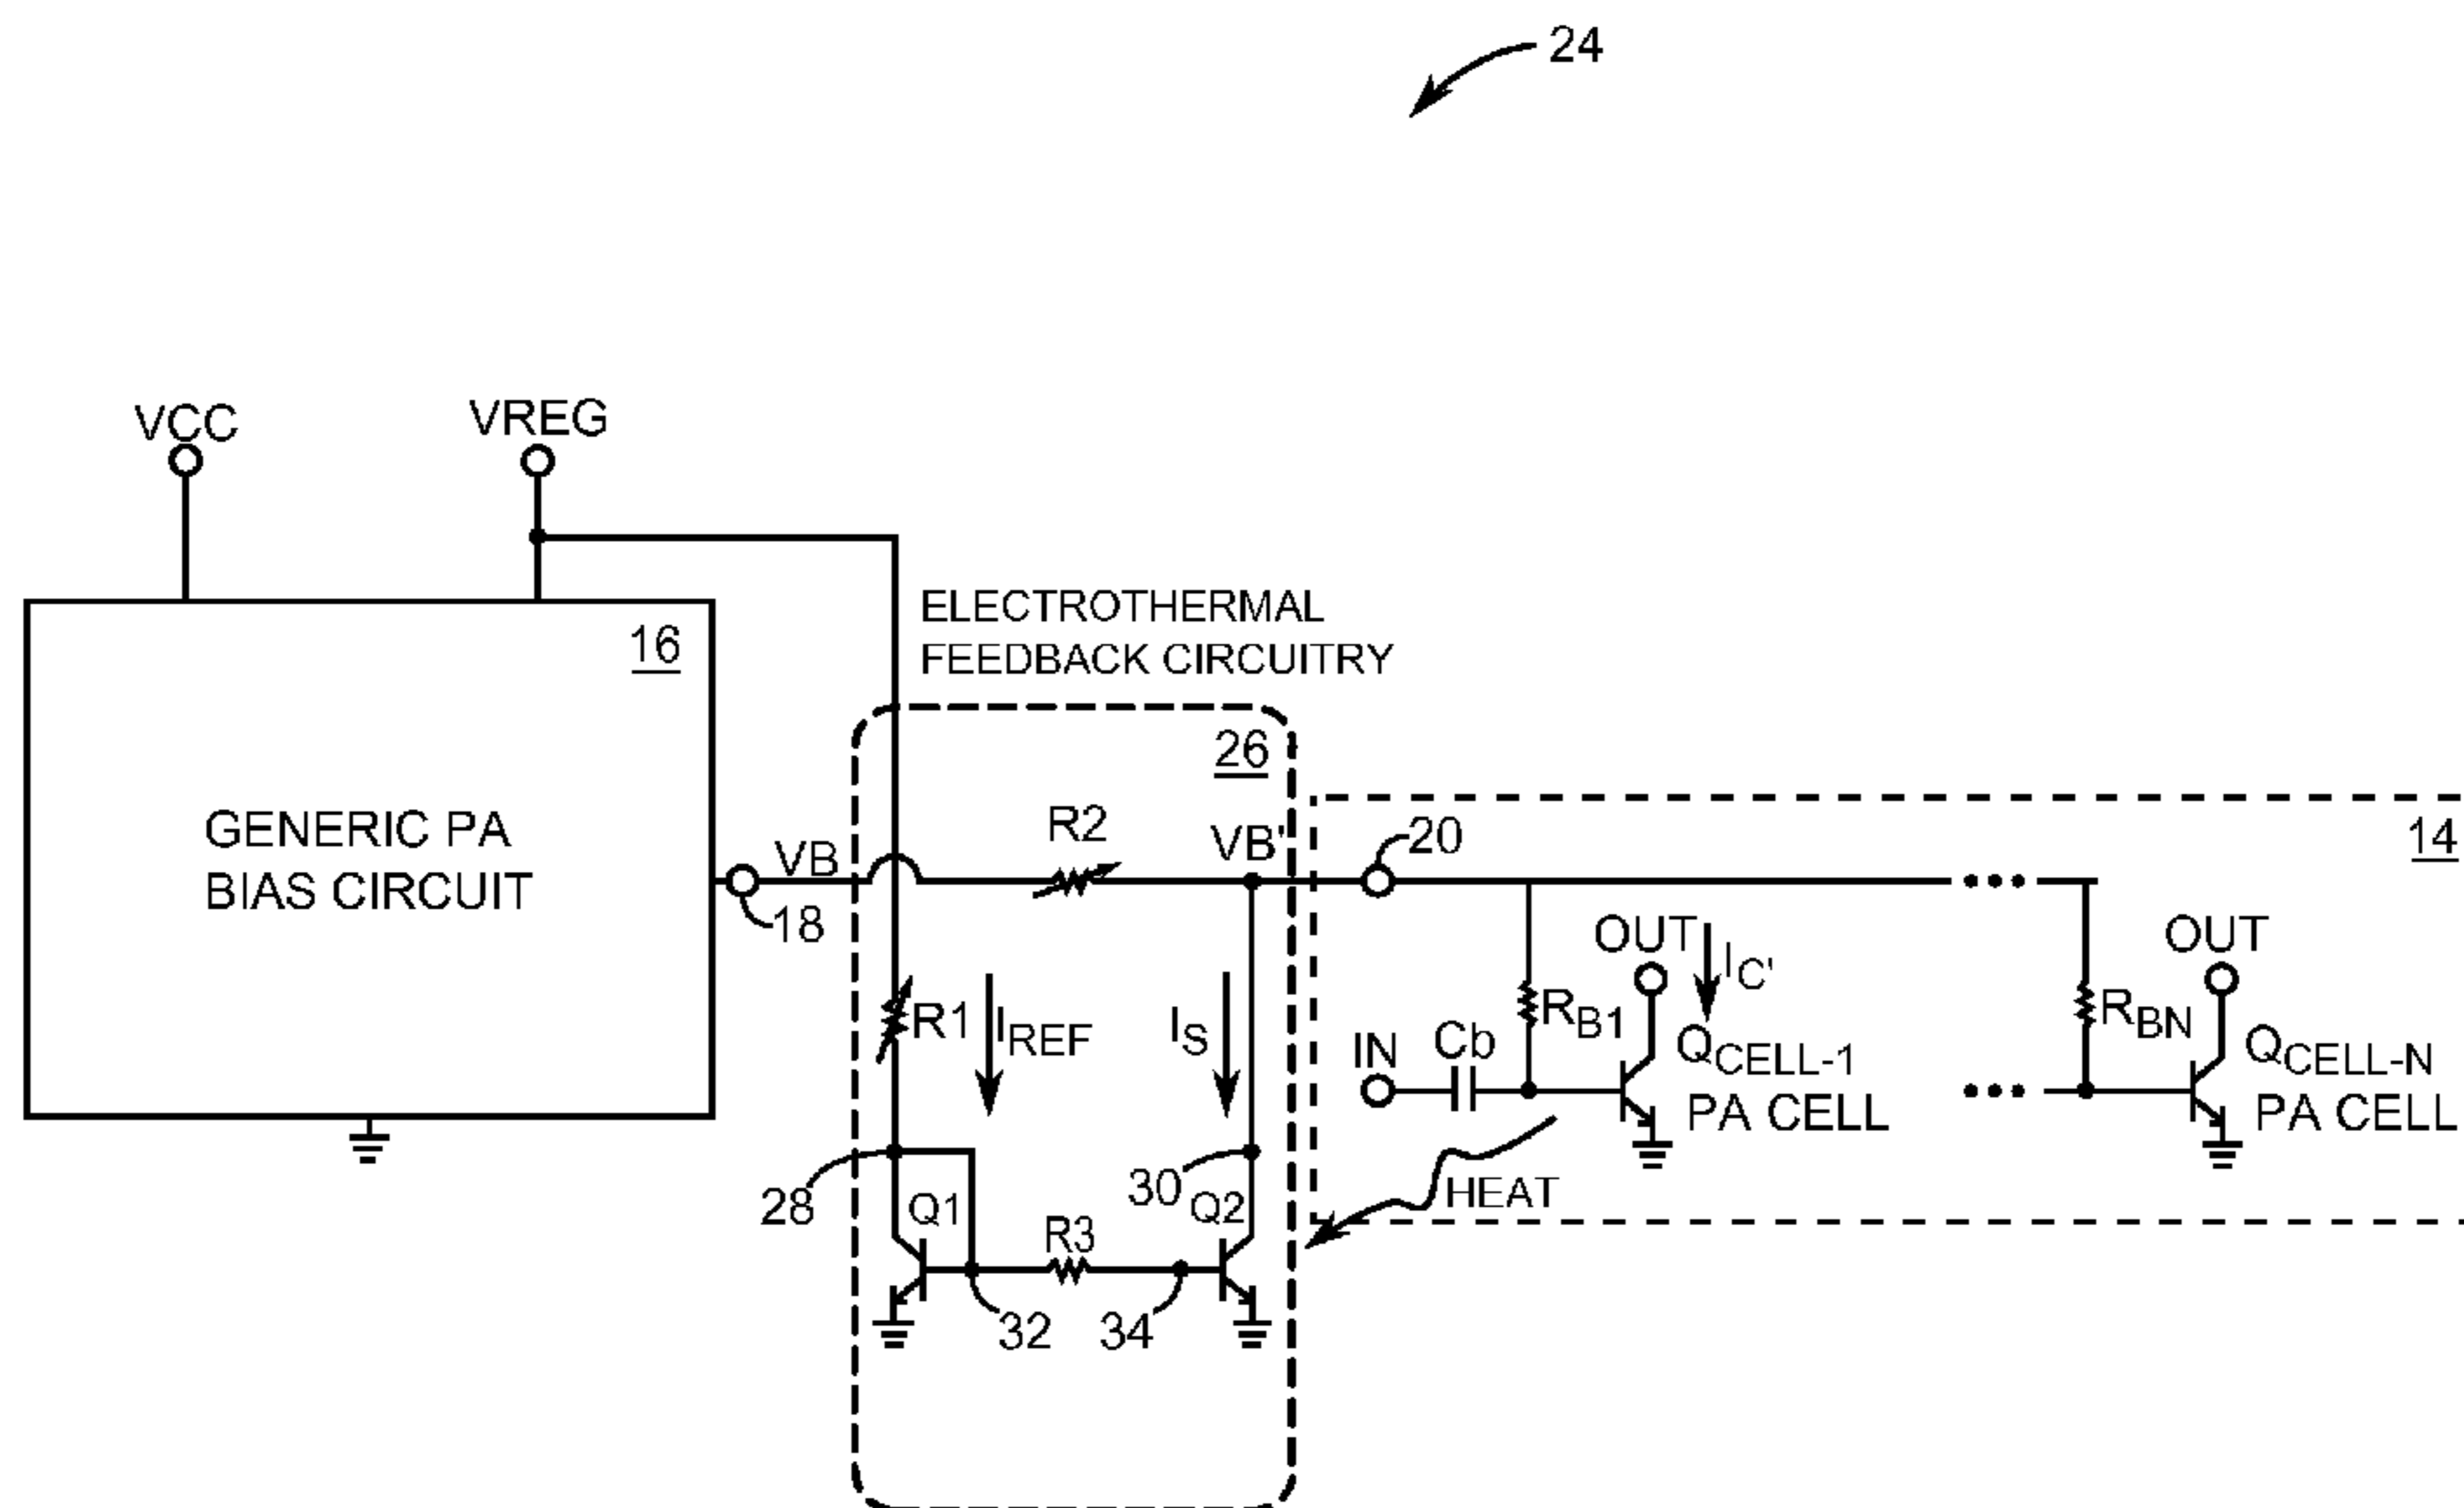 24
VCC
VREG
ELECTROTHERMAL
FEEDBACK CIRCUITRY
16
26
GENERIC PA
BIAS CIRCUIT
VB
18
R2
VB'
20
14
R1
IREF
IS
OUT
IC'
RB1
IN
Cb
QCELL-1
PA CELL
OUT
RBN
QCELL-N
PA CELL
HEAT
28
Q1
R3
30
Q2
32
34